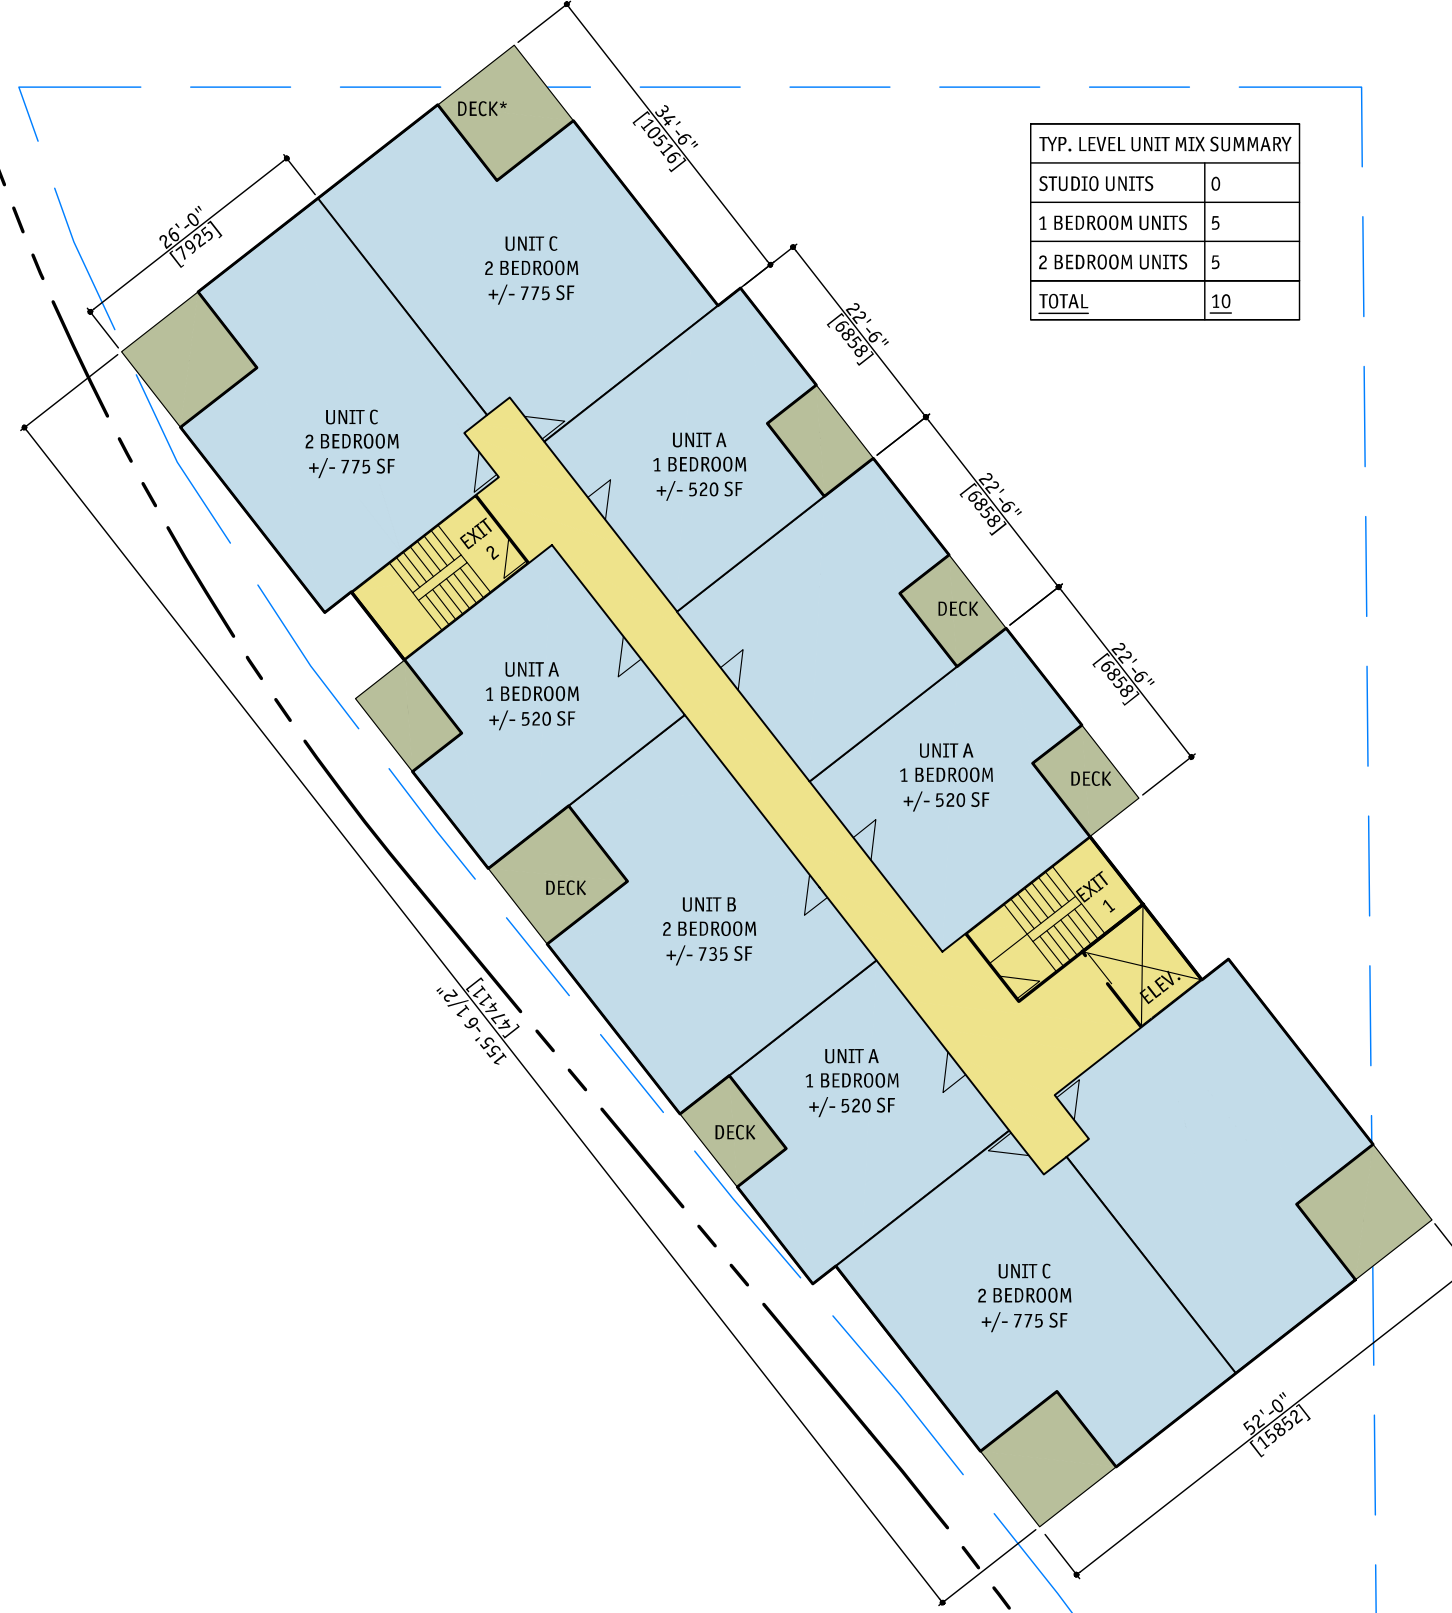 DECK*
34'-6"
[10516]
TYP. LEVEL UNIT MIX SUMMARY
STUDIO UNITS 0
1 BEDROOM UNITS 5
2 BEDROOM UNITS 5
TOTAL 10
26'-0"
[7925]
UNIT C
2 BEDROOM
+/- 775 SF
22'-6"
[6858]
UNIT C
2 BEDROOM
+/- 775 SF
UNIT A
1 BEDROOM
+/- 520 SF
22'-6"
[6858]
EXIT
2
DECK
22'-6"
[6858]
UNIT A
1 BEDROOM
+/- 520 SF
UNIT A
1 BEDROOM
+/- 520 SF
DECK
DECK
UNIT B
2 BEDROOM
+/- 735 SF
EXIT
1
ELEV.
155'-6 1/2"
[47411]
UNIT A
1 BEDROOM
+/- 520 SF
DECK
UNIT C
2 BEDROOM
+/- 775 SF
52'-0"
[15852]